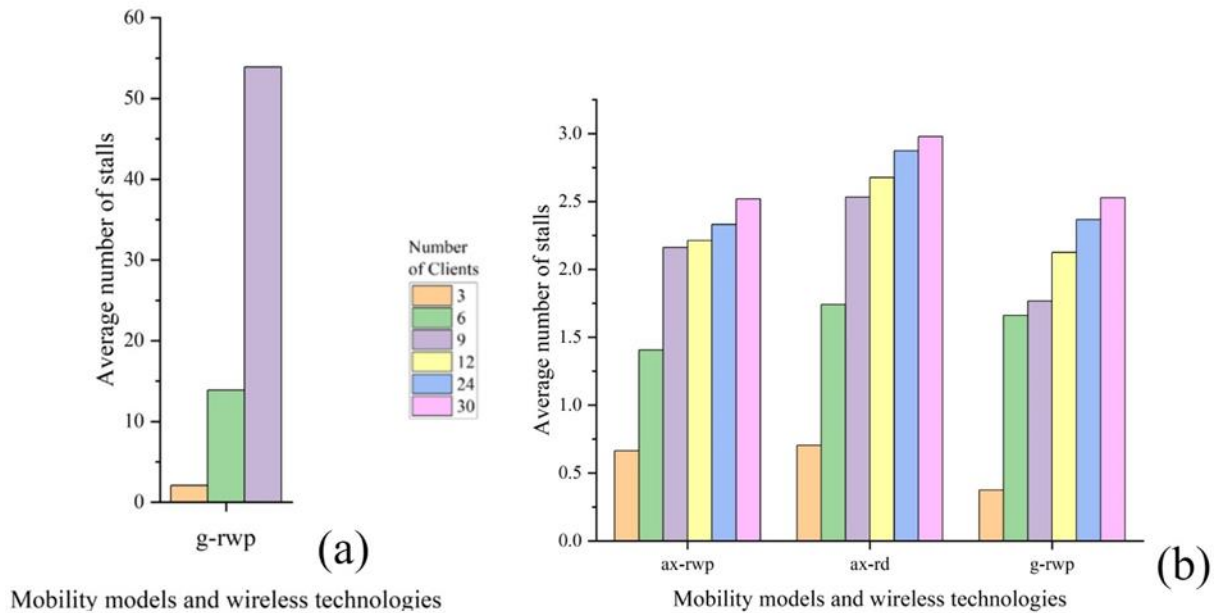 60
50
40
30
20
10
0
Average number of stalls
g-rwp
(a)
Mobility models and wireless technologies
Number
of Clients
3
6
9
12
24
30
3.0
2.5
2.0
1.5
1.0
0.5
0.0
Average number of stalls
ax-rwp
ax-rd
g-rwp
(b)
Mobility models and wireless technologies